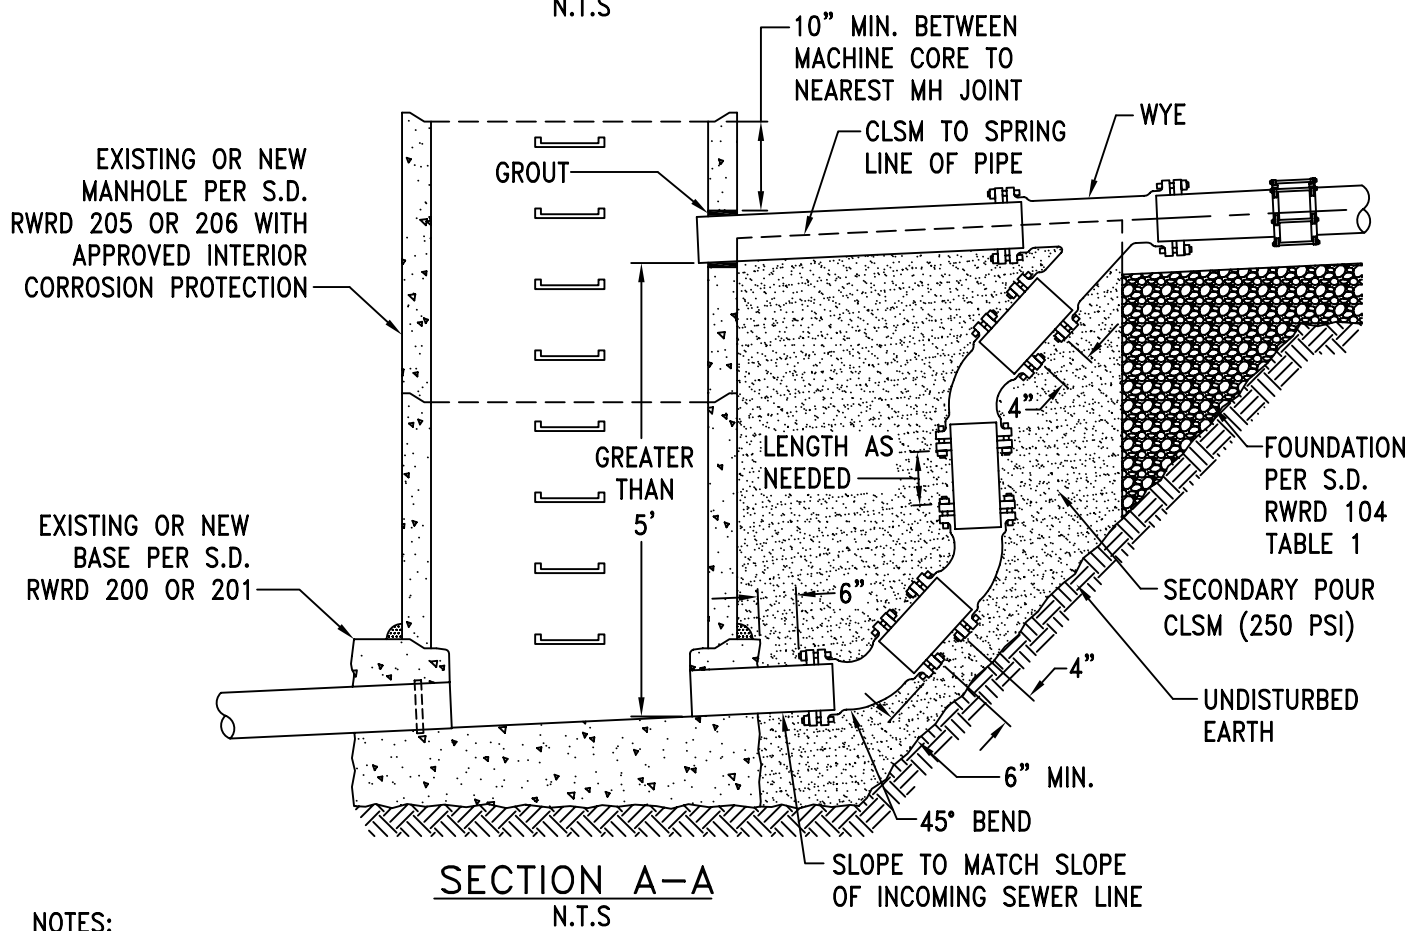 N.T.S
10" MIN. BETWEEN
MACHINE CORE TO
NEAREST MH JOINT
CLSM TO SPRING
LINE OF PIPE
WYE
EXISTING OR NEW
MANHOLE PER S.D.
RWRD 205 OR 206 WITH
APPROVED INTERIOR
CORROSION PROTECTION
GROUT
4"
LENGTH AS
NEEDED
GREATER
THAN
5'
FOUNDATION
PER S.D.
RWRD 104
TABLE 1
EXISTING OR NEW
BASE PER S.D.
RWRD 200 OR 201
6"
SECONDARY POUR
CLSM (250 PSI)
4"
UNDISTURBED
EARTH
6" MIN.
45° BEND
SLOPE TO MATCH SLOPE
OF INCOMING SEWER LINE
SECTION A-A
N.T.S
NOTES: